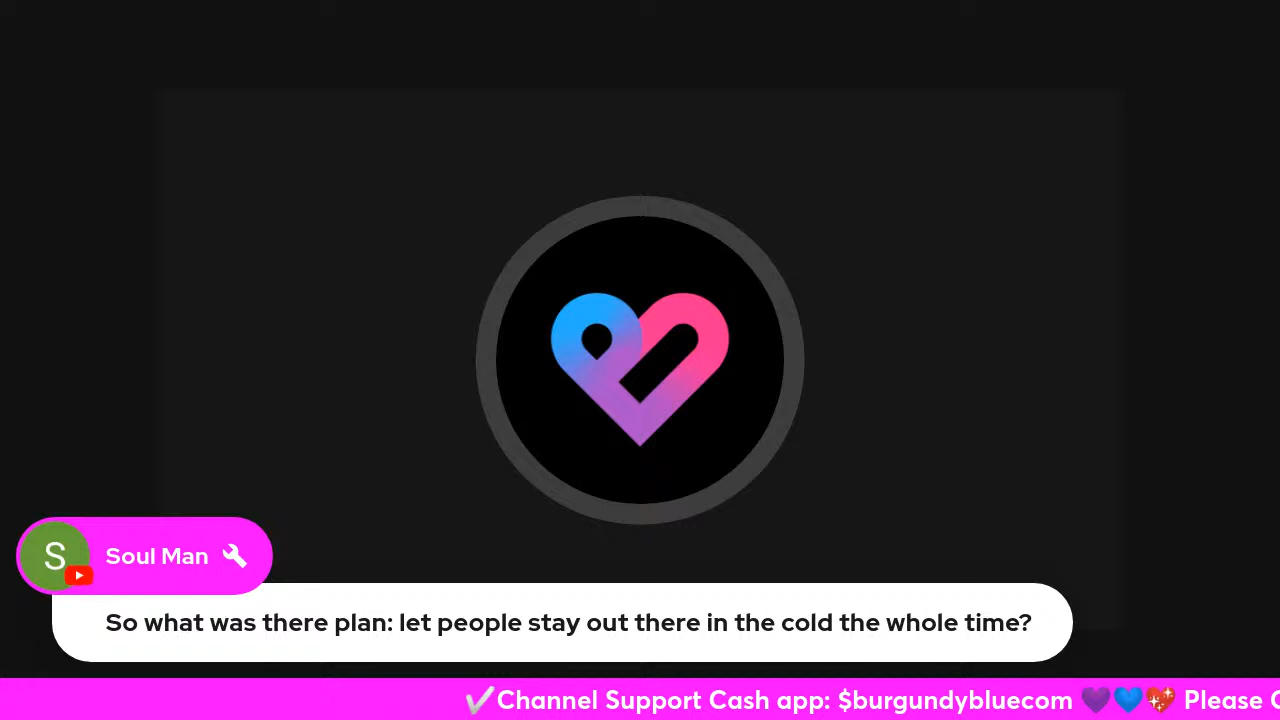 S
Soul Man
So what was there plan: let people stay out there in the cold the whole time?
✔️Channel Support Cash app: $burgundybluecom 💜💙💖 Please